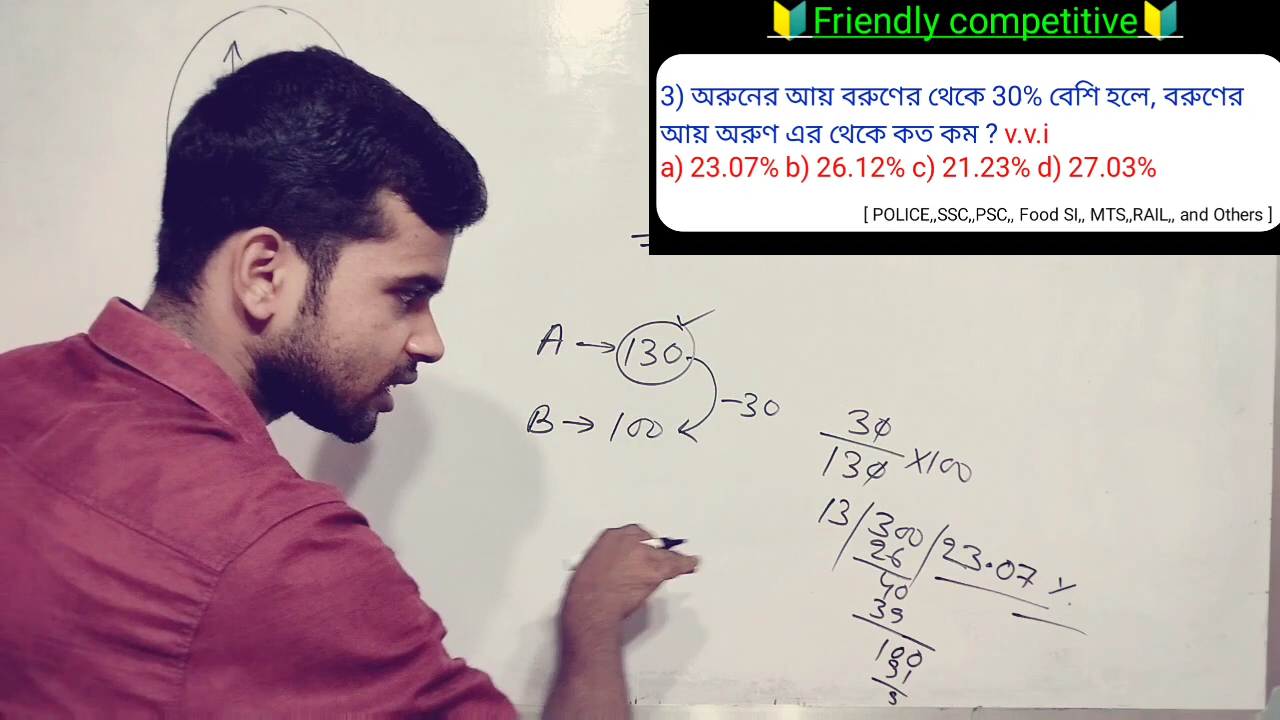 🔰Friendly competitive🔰
3) অরুনের আয় বরুণের থেকে 30% বেশি হলে, বরুণের
আয় অরুণ এর থেকে কত কম ? v.v.i
a) 23.07% b) 26.12% c) 21.23% d) 27.03%
[ POLICE,,SSC,,PSC,, Food SI,, MTS,,RAIL,, and Others ]
A → 130
B → 100
-30
30
130 ×100
13/300/23.07%
26
40
39
100
91
9